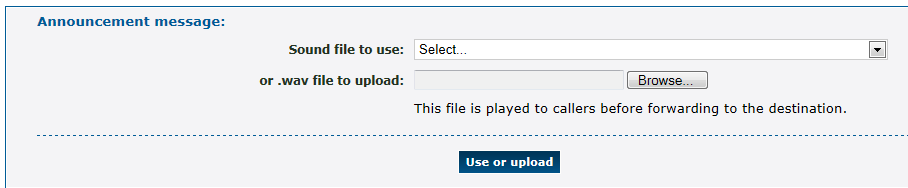 Announcement message:
Sound file to use: Select...
or .wav file to upload: Browse...
This file is played to callers before forwarding to the destination.
Use or upload